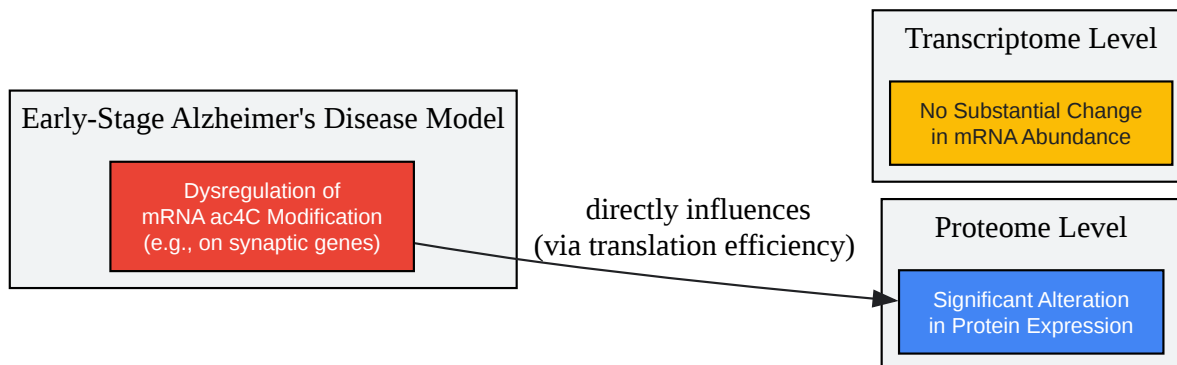 Early-Stage Alzheimer's Disease Model
Dysregulation of
mRNA ac4C Modification
(e.g., on synaptic genes)
directly influences
(via translation efficiency)
Transcriptome Level
No Substantial Change
in mRNA Abundance
Proteome Level
Significant Alteration
in Protein Expression